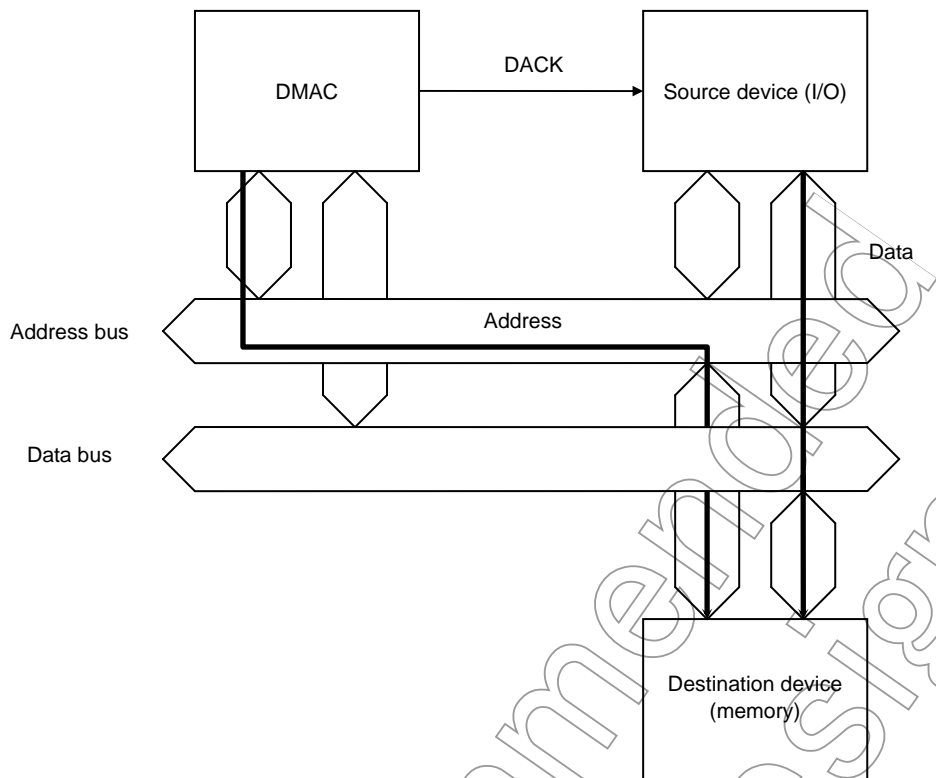 DACK
DMAC
Source device (I/O)
Data
Address bus
Address
Data bus
Destination device
(memory)